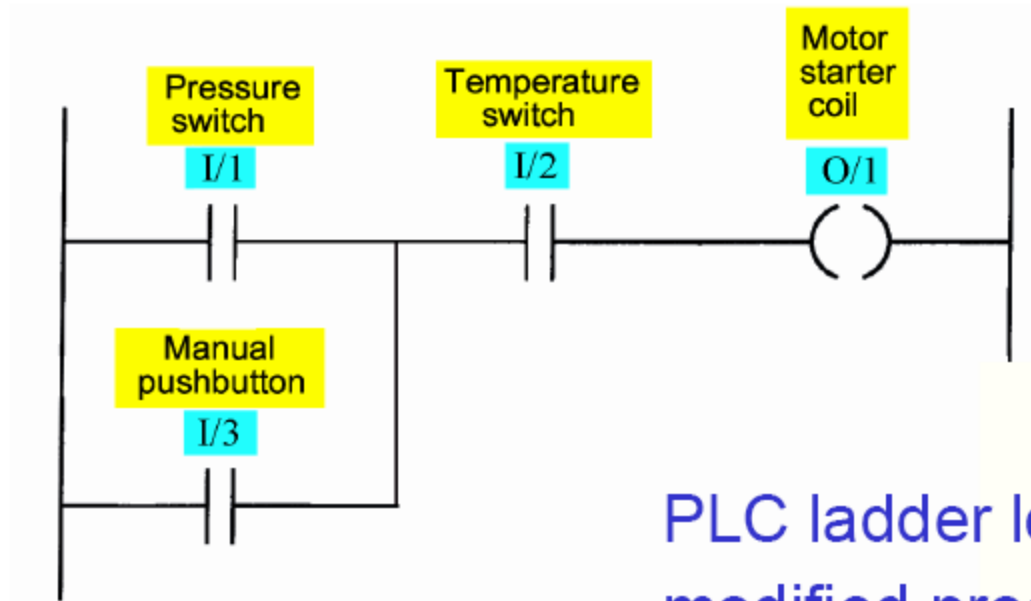 Pressure
switch
I/1
Temperature
switch
I/2
Motor
starter
coil
O/1
Manual
pushbutton
I/3
PLC ladder